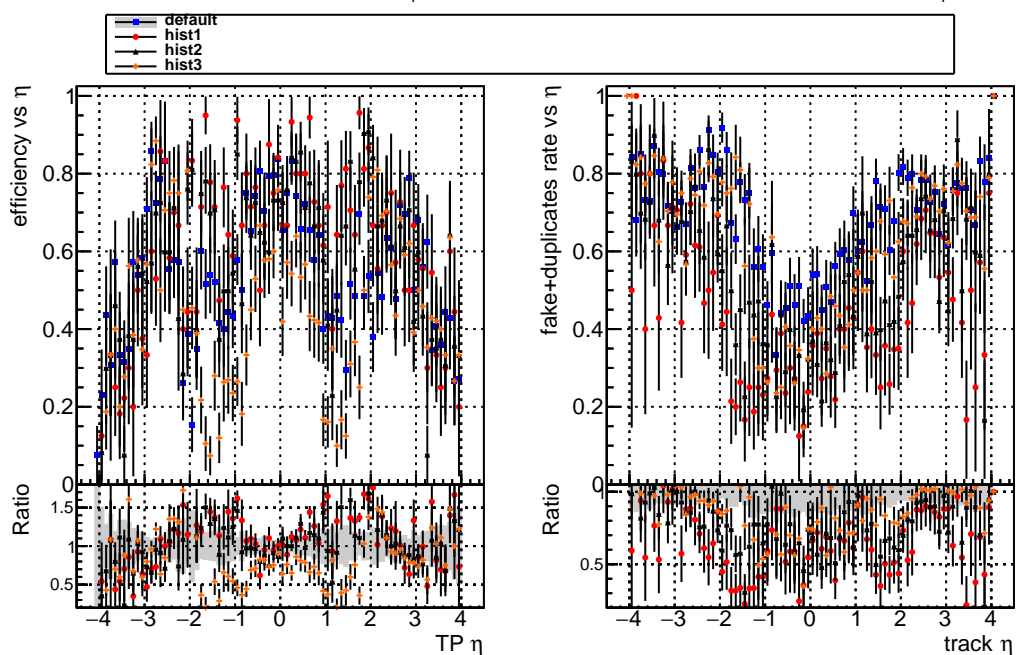 default
hist1
hist2
hist3
efficiency vs η
1
0.8
0.6
0.4
0.2
0
Ratio
1.5
1
0.5
−4 −3 −2 −1 0 1 2 3 4
TP η
fake+duplicates rate vs η
1
0.8
0.6
0.4
0.2
0
Ratio
0.5
−4 −3 −2 −1 0 1 2 3 4
track η